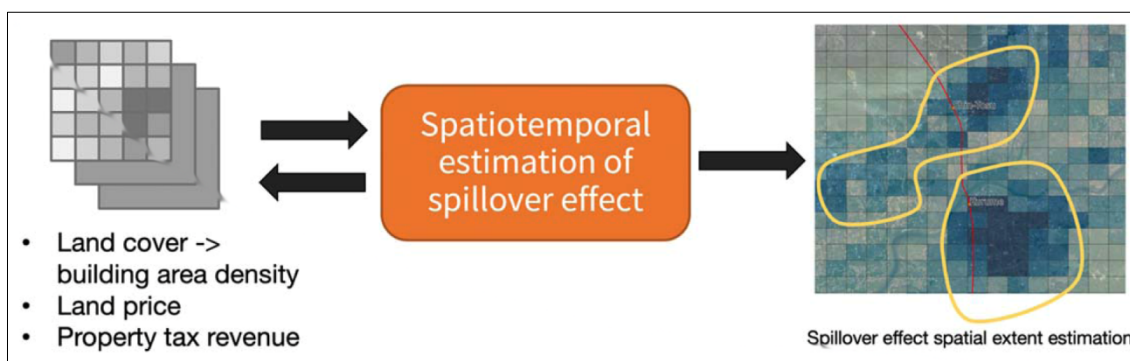 Spatiotemporal
estimation of
spillover effect
• Land cover ->
building area density
• Land price
• Property tax revenue
Kurume
Spillover effect spatial extent estimation